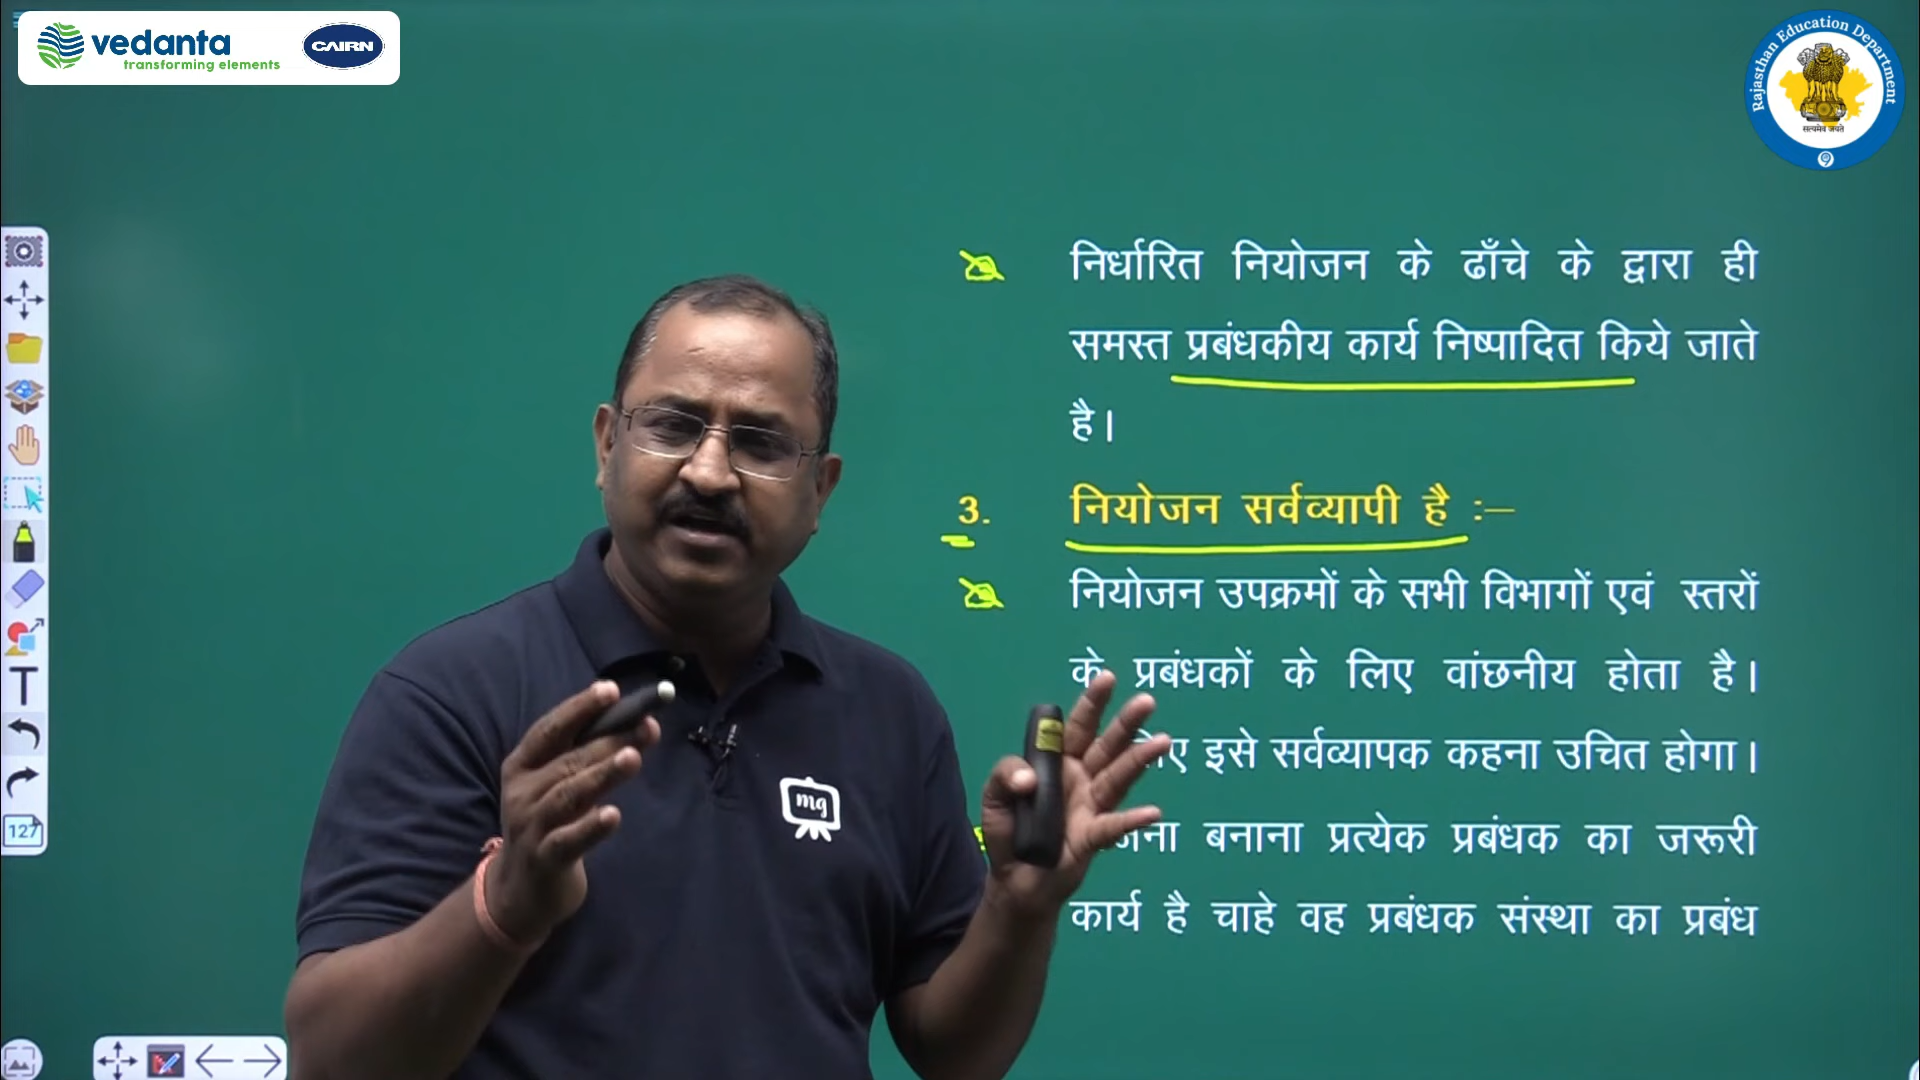 vedanta
transforming elements
CAIRN
Rajasthan Education Department
सत्यमेव जयते
निर्धारित नियोजन के ढाँचे के द्वारा ही
समस्त प्रबंधकीय कार्य निष्पादित किये जाते
है।
3. नियोजन सर्वव्यापी है :–
नियोजन उपक्रमों के सभी विभागों एवं स्तरों
के प्रबंधकों के लिए वांछनीय होता है।
इसे सर्वव्यापक कहना उचित होगा।
बनाना प्रत्येक प्रबंधक का जरूरी
कार्य है चाहे वह प्रबंधक संस्था का प्रबंध
mg
T
127